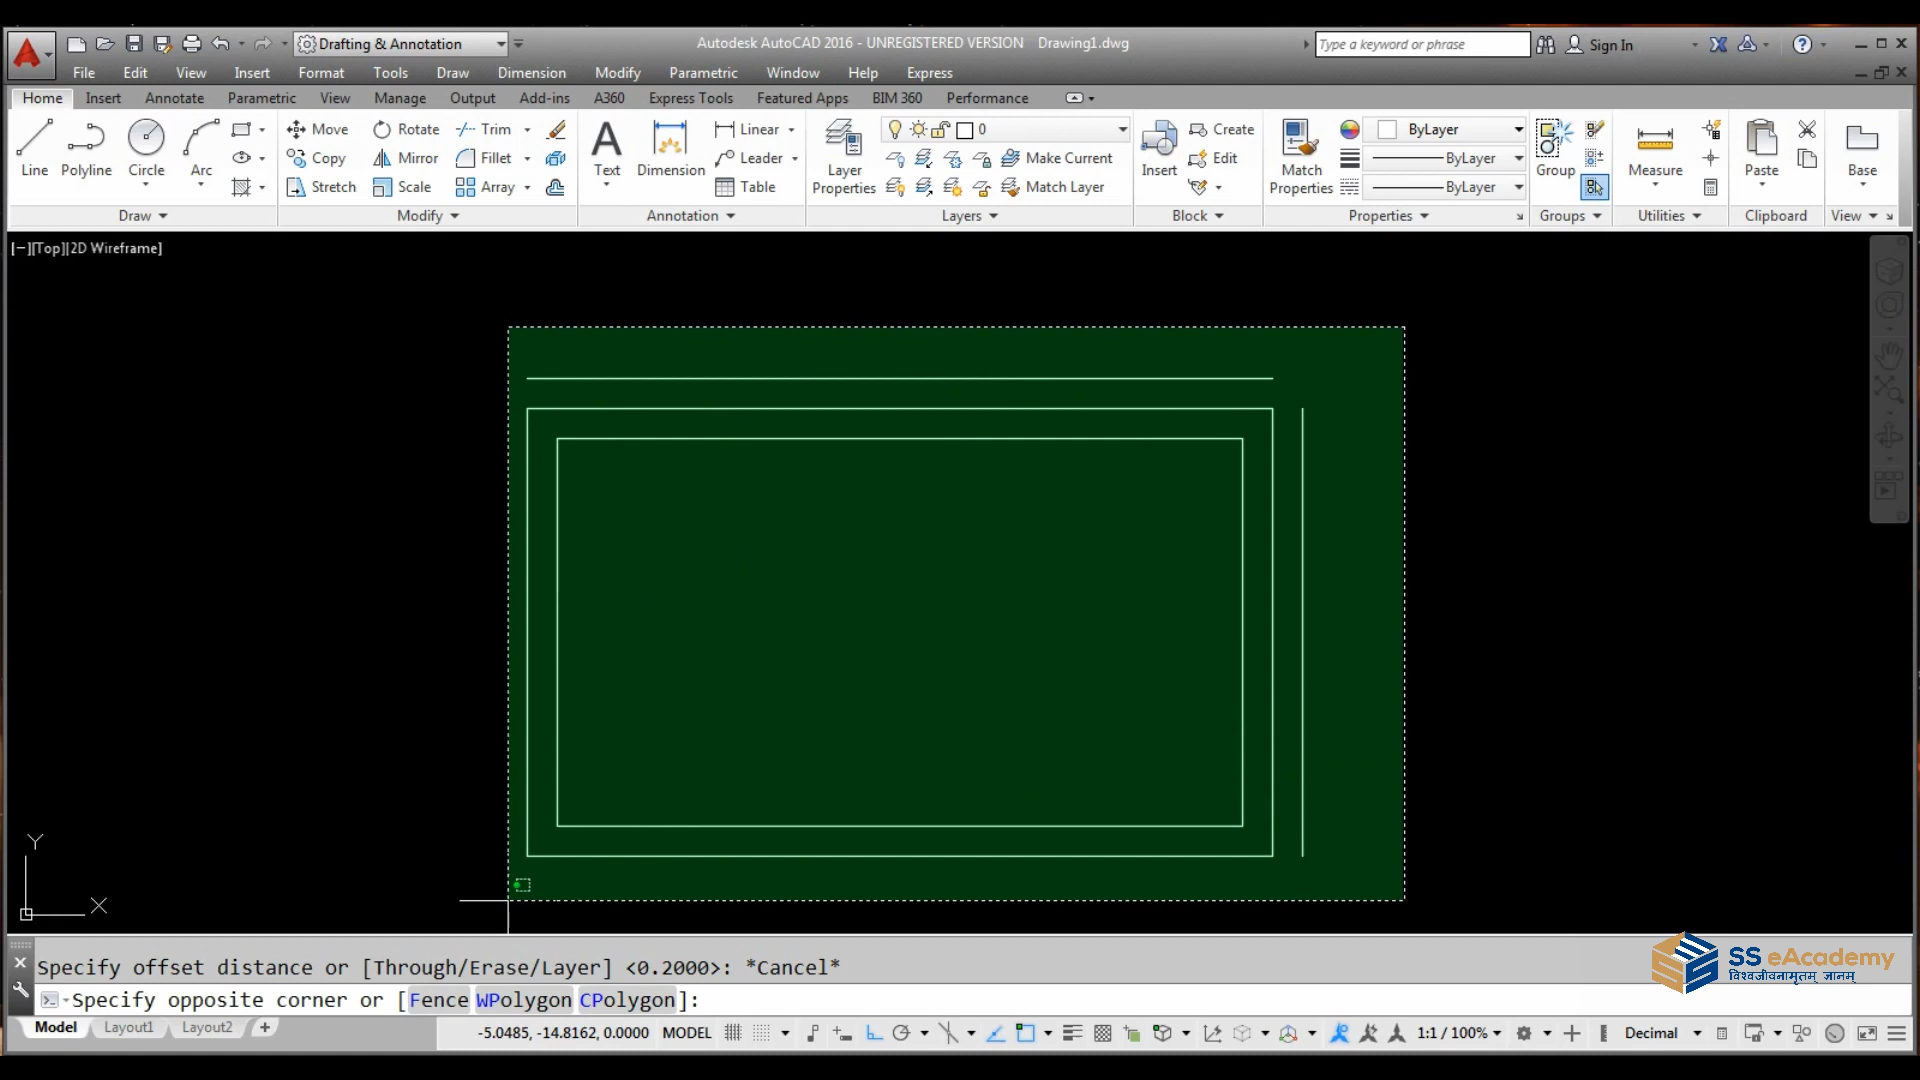 Drafting & Annotation
Autodesk AutoCAD 2016 - UNREGISTERED VERSION Drawing1.dwg
Type a keyword or phrase
Sign In
File Edit View Insert Format Tools Draw Dimension Modify Parametric Window Help Express
Home Insert Annotate Parametric View Manage Output Add-ins A360 Express Tools Featured Apps BIM 360 Performance
Line Polyline Circle Arc
Move Rotate Trim
Copy Mirror Fillet
Stretch Scale Array
Text Dimension
Linear
Leader
Table
Layer Properties
0
Make Current
Match Layer
Insert
Create
Edit
Match Properties
ByLayer
ByLayer
ByLayer
Group
Measure
Paste
Base
Draw Modify Annotation Layers Block Properties Groups Utilities Clipboard View
[−][Top][2D Wireframe]
Y
X
Specify offset distance or [Through/Erase/Layer] <0.2000>: *Cancel*
Specify opposite corner or [Fence WPolygon CPolygon]:
SS eAcademy
विश्वजीवनामृतम् ज्ञानम्
Model Layout1 Layout2 +
-5.0485, -14.8162, 0.0000 MODEL
1:1 / 100%
Decimal